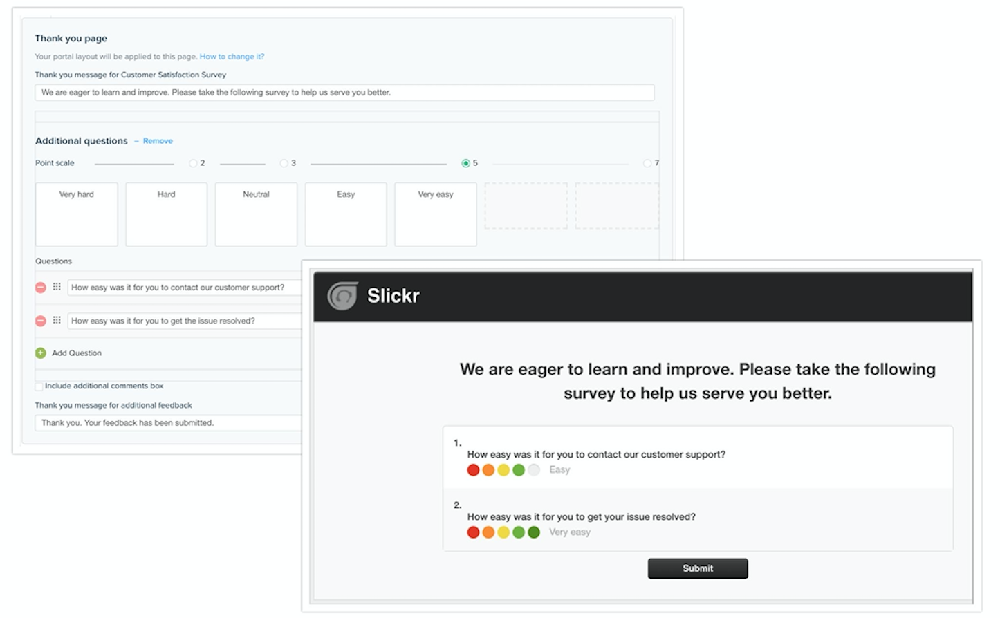 Thank you page
Your portal layout will be applied to this page. How to change it?
Thank you message for Customer Satisfaction Survey
We are eager to learn and improve. Please take the following survey to help us serve you better.
Additional questions – Remove
Point scale 2 3 5 7
Very hard Hard Neutral Easy Very easy
Questions
How easy was it for you to contact our customer support?
How easy was it for you to get the issue resolved?
Add Question
Include additional comments box
Thank you message for additional feedback
Thank you. Your feedback has been submitted.
Slickr
We are eager to learn and improve. Please take the following
survey to help us serve you better.
1.
How easy was it for you to contact our customer support?
Easy
2.
How easy was it for you to get your issue resolved?
Very easy
Submit